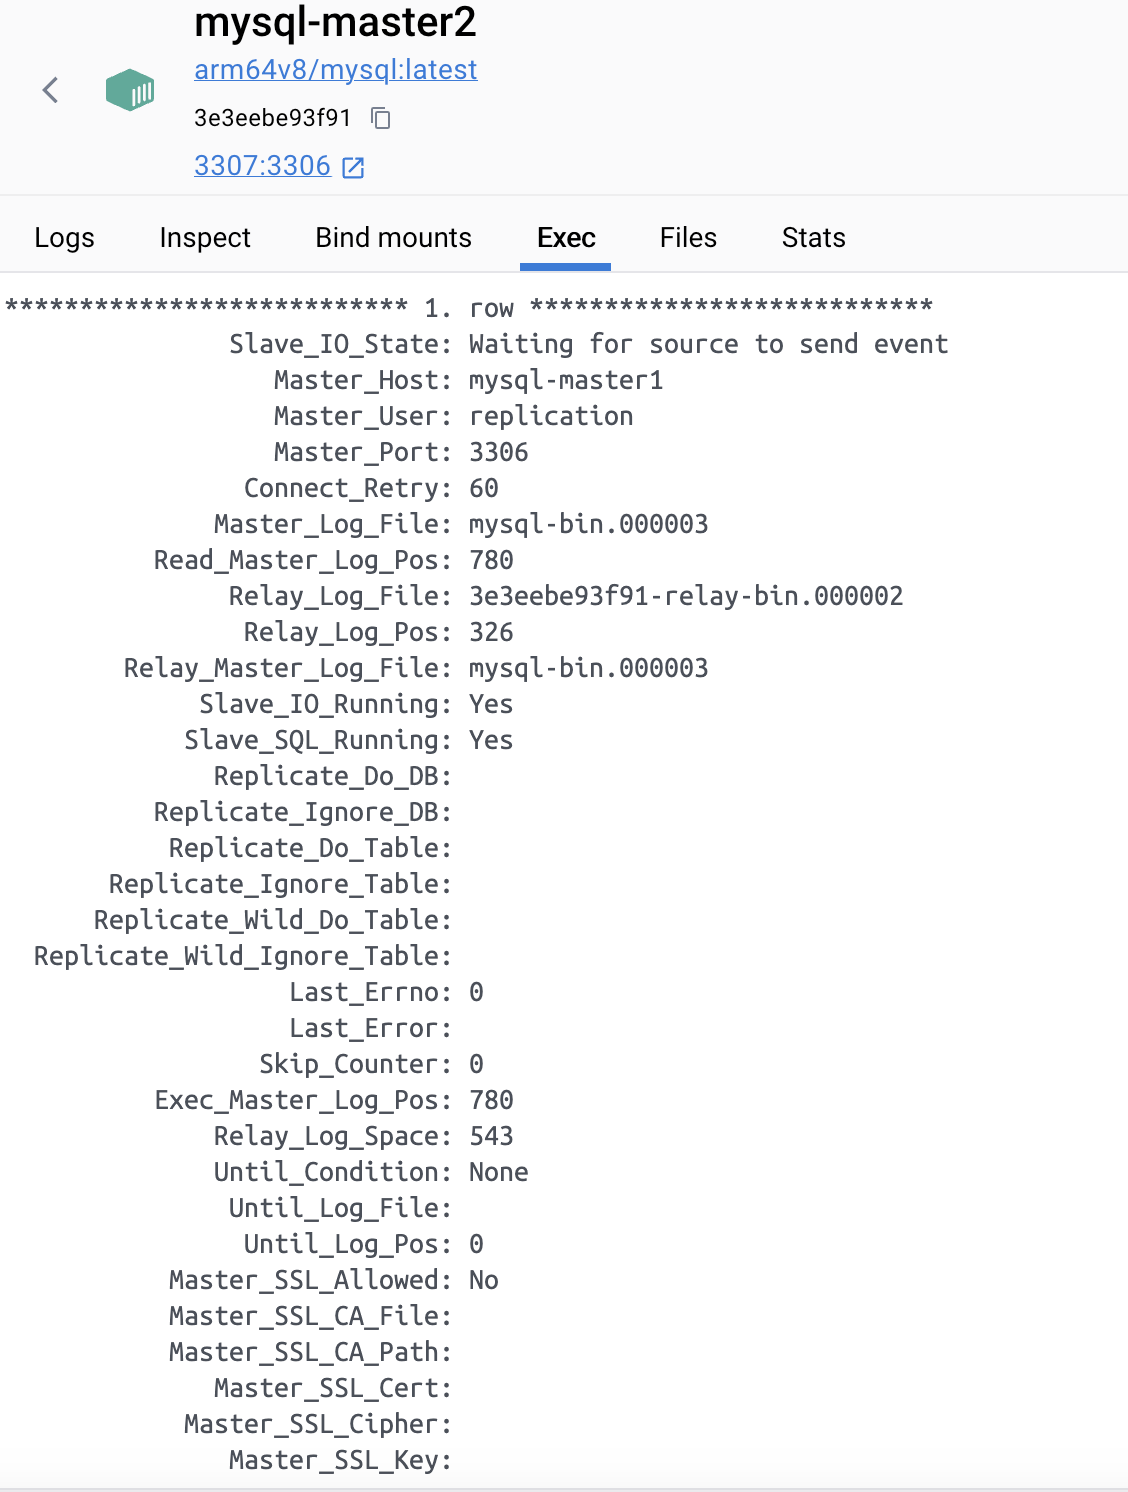 mysql-master2
arm64v8/mysql:latest
3e3eebe93f91
3307:3306
Logs Inspect Bind mounts Exec Files Stats
*************************** 1. row ***************************
Slave_IO_State: Waiting for source to send event
Master_Host: mysql-master1
Master_User: replication
Master_Port: 3306
Connect_Retry: 60
Master_Log_File: mysql-bin.000003
Read_Master_Log_Pos: 780
Relay_Log_File: 3e3eebe93f91-relay-bin.000002
Relay_Log_Pos: 326
Relay_Master_Log_File: mysql-bin.000003
Slave_IO_Running: Yes
Slave_SQL_Running: Yes
Replicate_Do_DB:
Replicate_Ignore_DB:
Replicate_Do_Table:
Replicate_Ignore_Table:
Replicate_Wild_Do_Table:
Replicate_Wild_Ignore_Table:
Last_Errno: 0
Last_Error:
Skip_Counter: 0
Exec_Master_Log_Pos: 780
Relay_Log_Space: 543
Until_Condition: None
Until_Log_File:
Until_Log_Pos: 0
Master_SSL_Allowed: No
Master_SSL_CA_File:
Master_SSL_CA_Path:
Master_SSL_Cert:
Master_SSL_Cipher:
Master_SSL_Key: